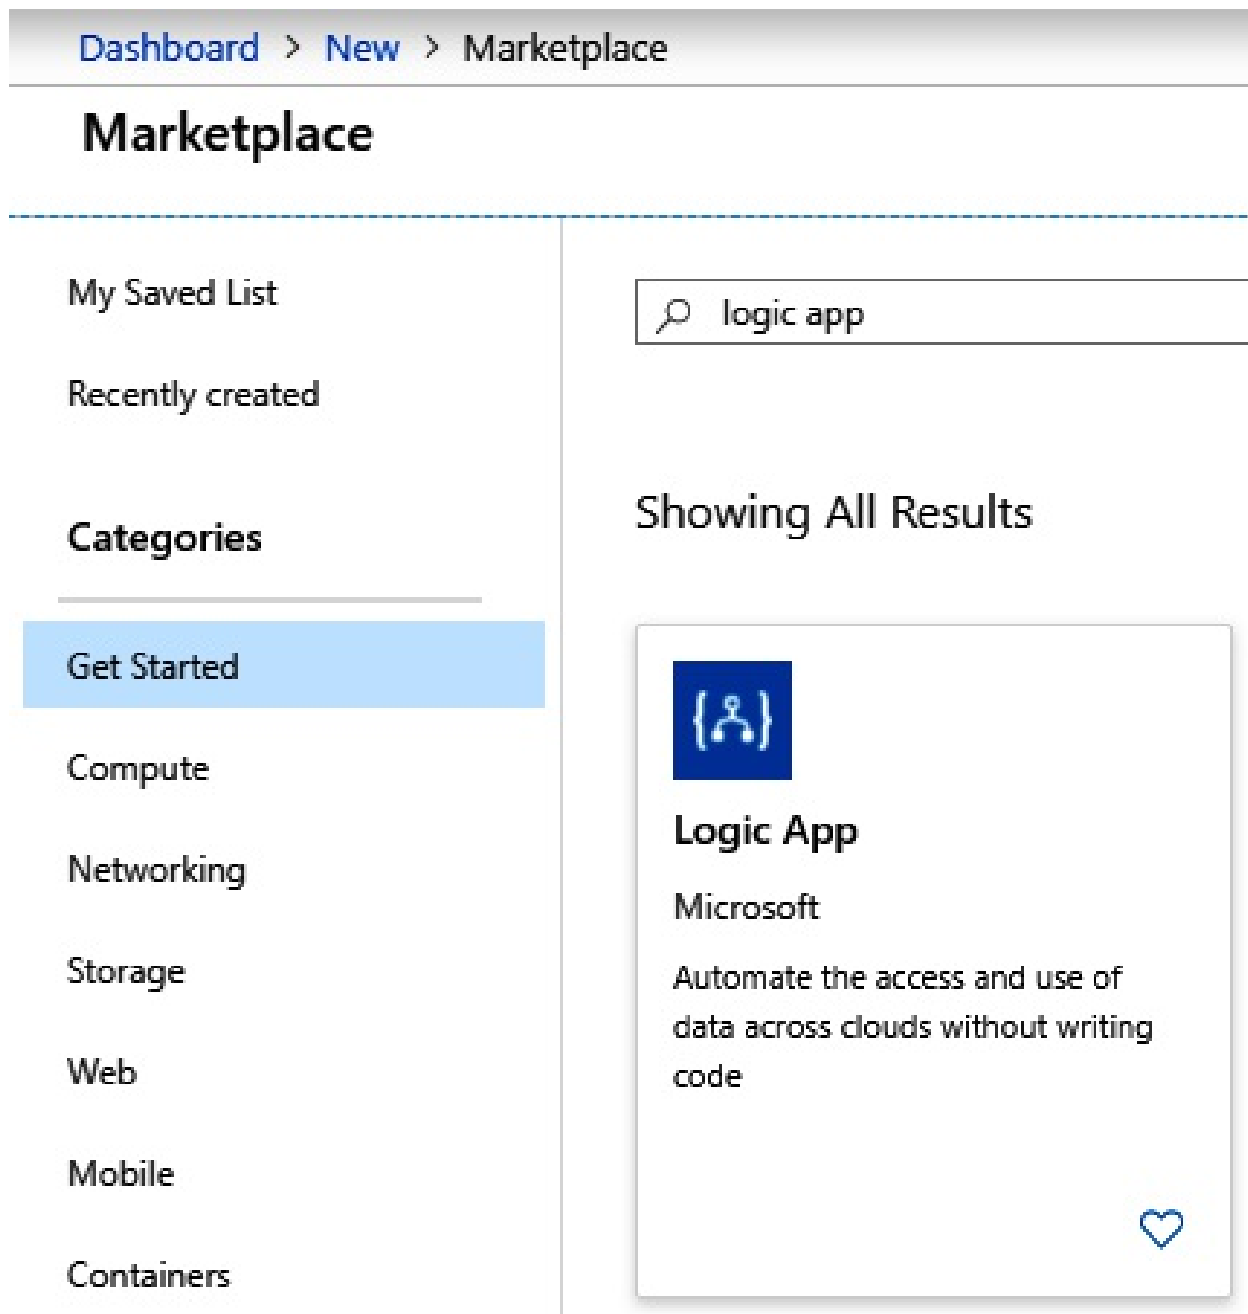 Dashboard > New > Marketplace
Marketplace
My Saved List
Recently created
Categories
Get Started
Compute
Networking
Storage
Web
Mobile
Containers
logic app
Showing All Results
Logic App
Microsoft
Automate the access and use of
data across clouds without writing
code